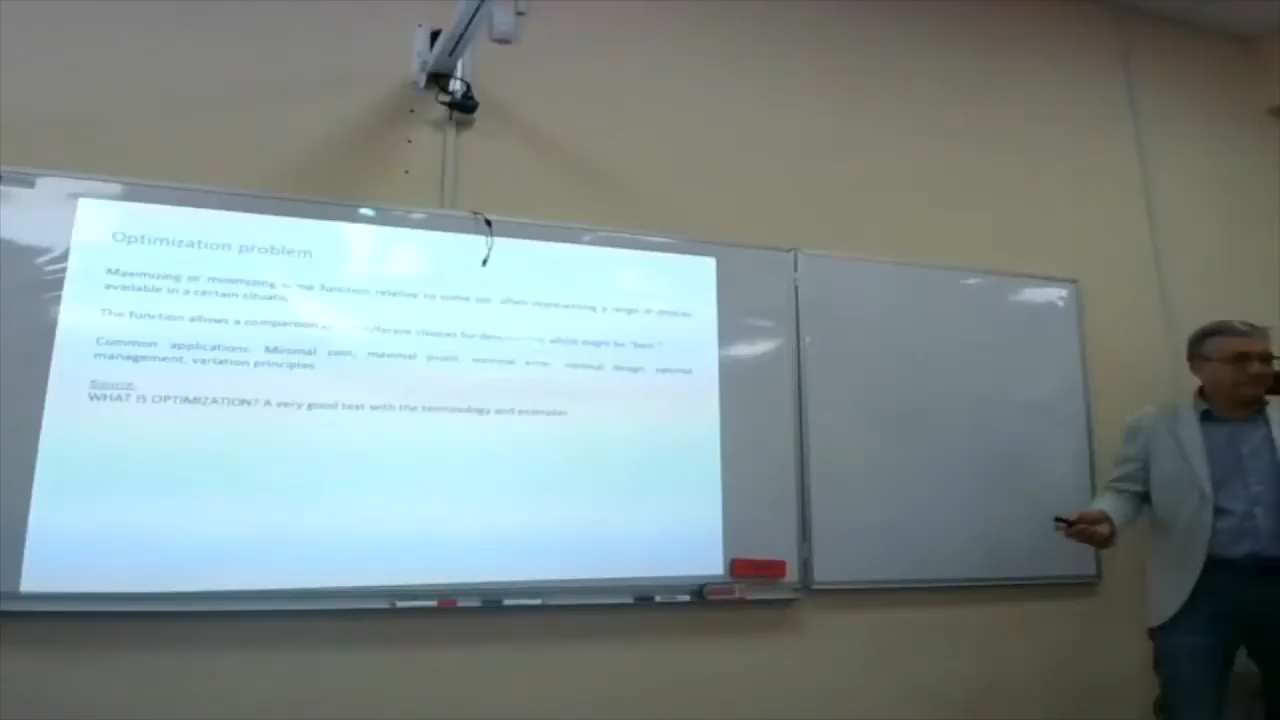 Optimization problem
Maximizing or minimizing some function relative to some set, often representing a range of choices
available in a certain situation.
The function allows a comparison different choices for determining which might be "best."
Common applications: Minimal cost, maximal profit, minimal error, optimal design, optimal
management, variation principles.
Source:
WHAT IS OPTIMIZATION? A very good text with the terminology and examples